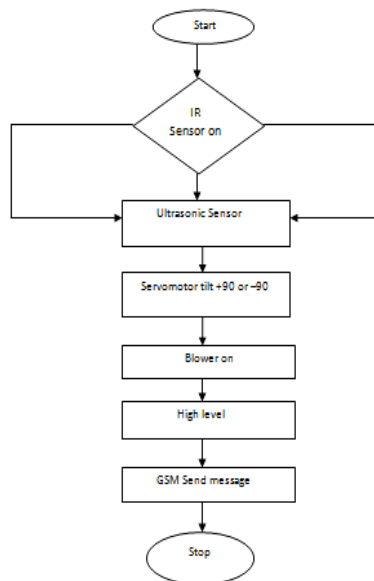 Start
IR
Sensor on
Ultrasonic Sensor
Servomotor tilt +90 or –90
Blower on
High level
GSM Send message
Stop